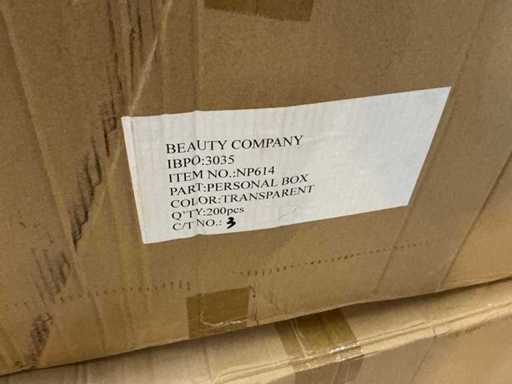 BEAUTY COMPANY
IBPO:3035
ITEM NO.:NP614
PART:PERSONAL BOX
COLOR:TRANSPARENT
Q'TY:200pcs
C/T NO.: 3